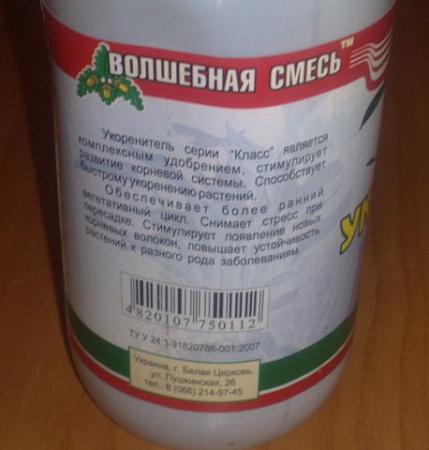 ВОЛШЕБНАЯ СМЕСЬ™
Укоренитель серии "Класс" является
комплексным удобрением, стимулирует
развитие корневой системы. Способствует
быстрому укоренению растений.
Обеспечивает более ранний
вегетативный цикл. Снимает стресс при
пересадке. Стимулирует появление новых
корневых волокон, повышает устойчивость
растений к разного рода заболеваниям.
4820107750112
ТУ У 24.1-31820786-001:2007
Украина, г. Белая Церковь,
ул. Пушкинская, 26
тел.: 8 (066) 214-97-45